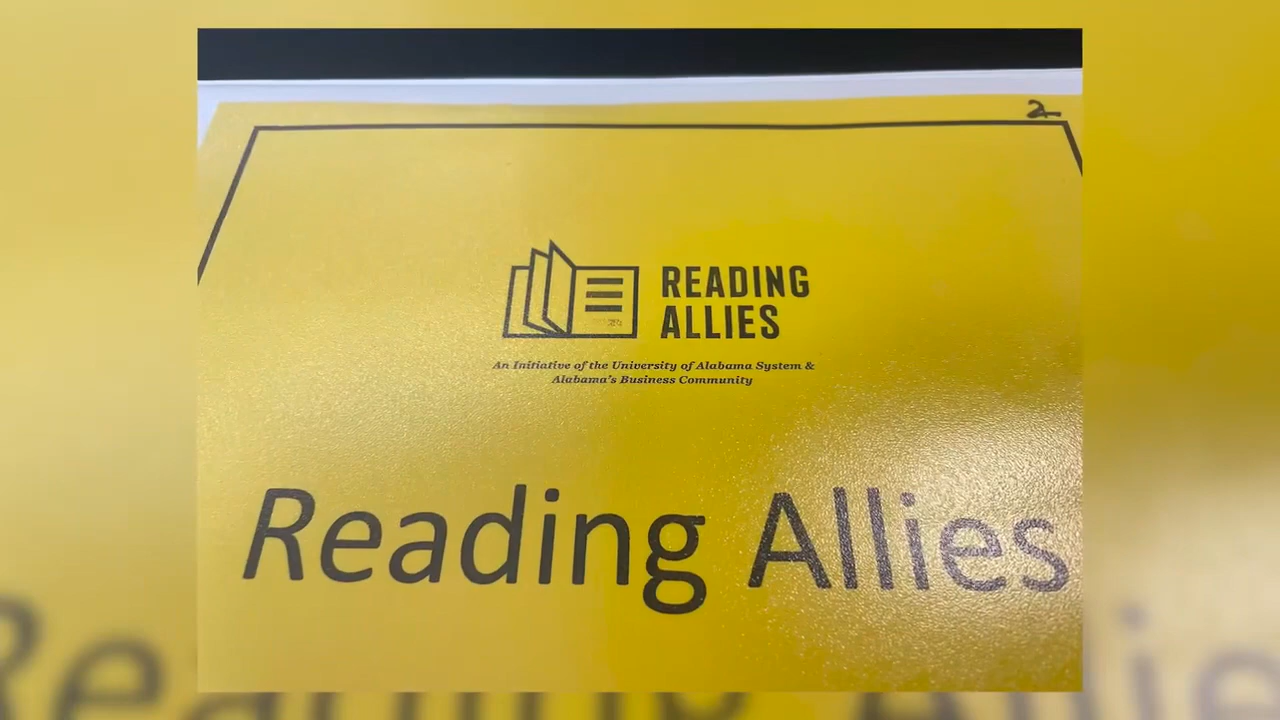 2
READING
ALLIES
An Initiative of the University of Alabama System &
Alabama's Business Community
Reading Allies